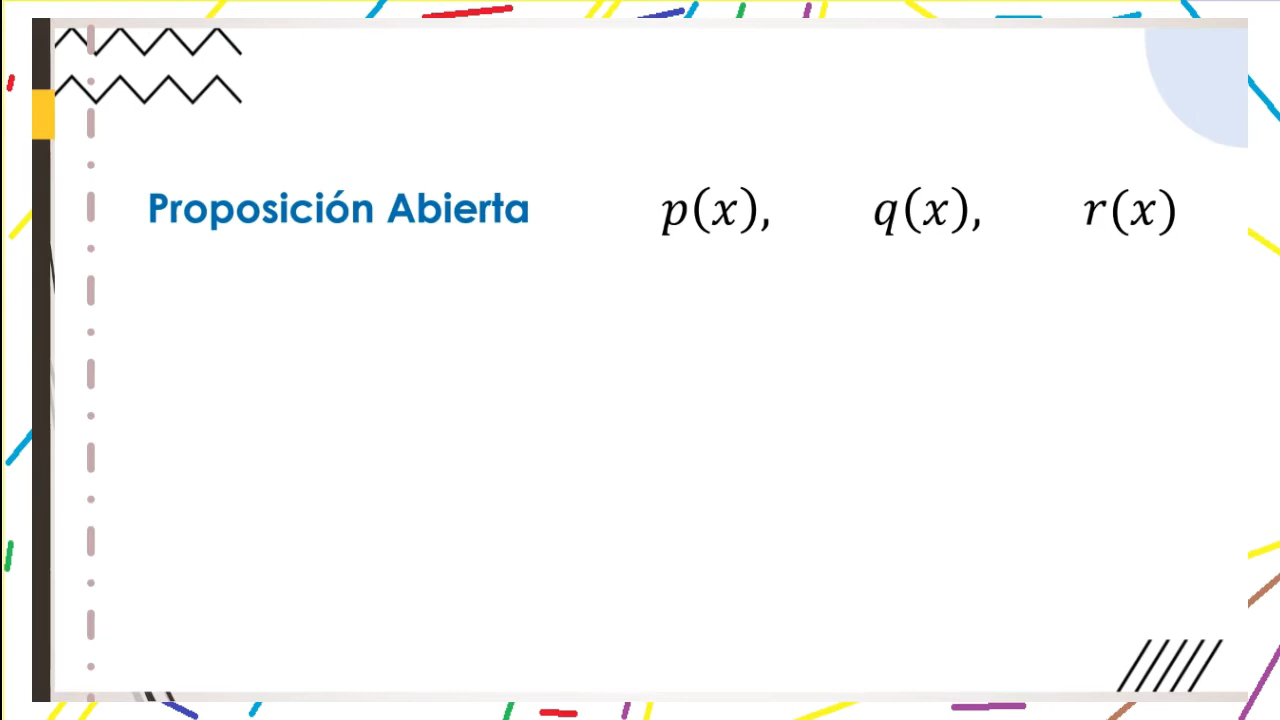 Proposición Abierta p(x), q(x), r(x)